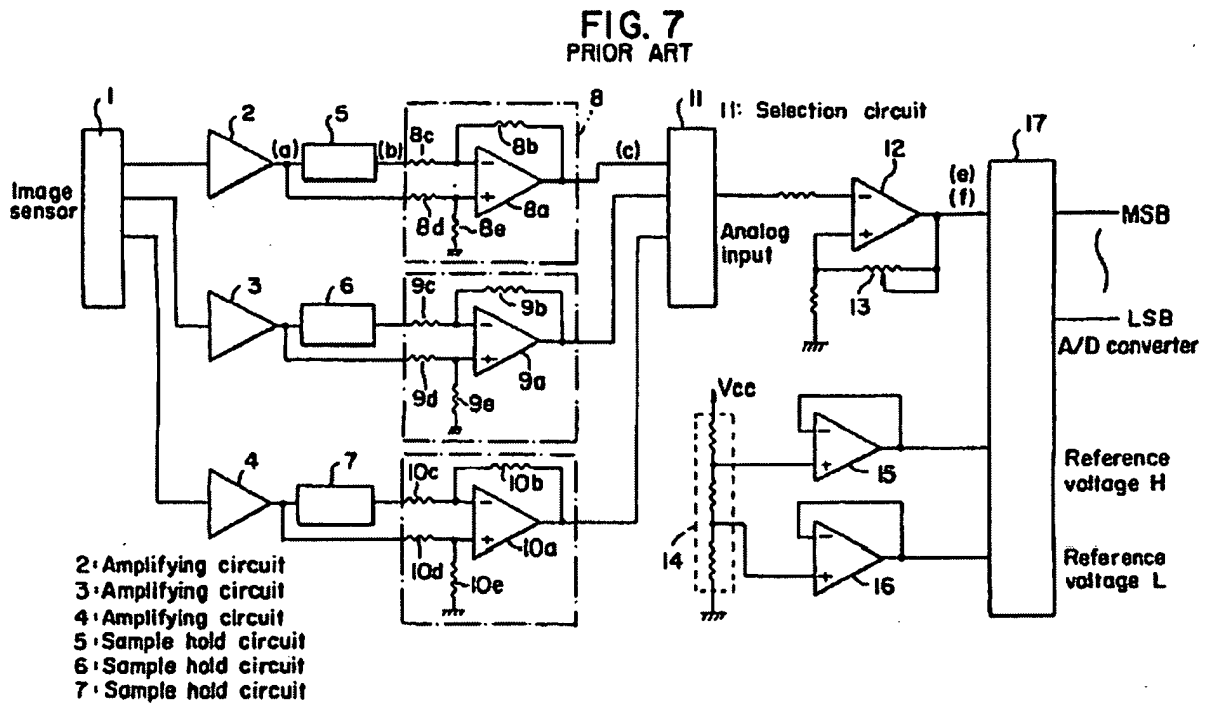 FIG. 7
PRIOR ART
1
2
5
8
11
11: Selection circuit
17
12
(a)
(b)
8c
8b
(c)
(e)
(f)
Image
sensor
8a
8d
8e
Analog
input
MSB
13
3
6
9c
9b
LSB
A/D converter
9a
9d
9e
Vcc
4
7
10c
10b
15
Reference
voltage H
10a
10d
10e
14
16
Reference
voltage L
2: Amplifying circuit
3: Amplifying circuit
4: Amplifying circuit
5: Sample hold circuit
6: Sample hold circuit
7: Sample hold circuit